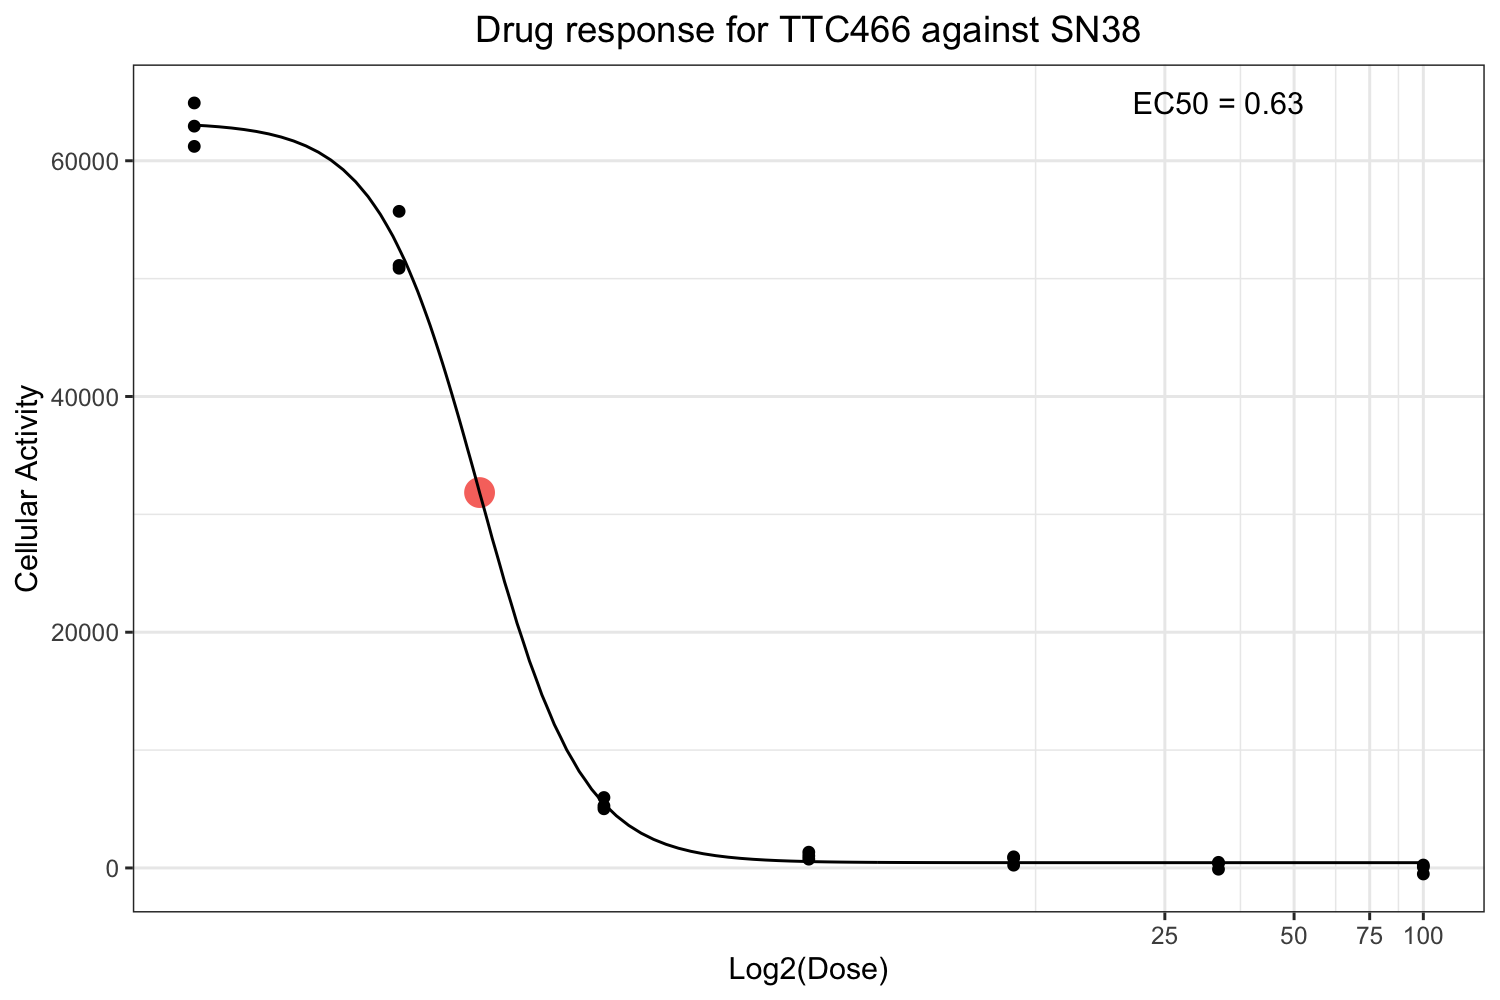 Drug response for TTC466 against SN38
EC50 = 0.63
Cellular Activity
60000
40000
20000
0
25 50 75 100
Log2(Dose)